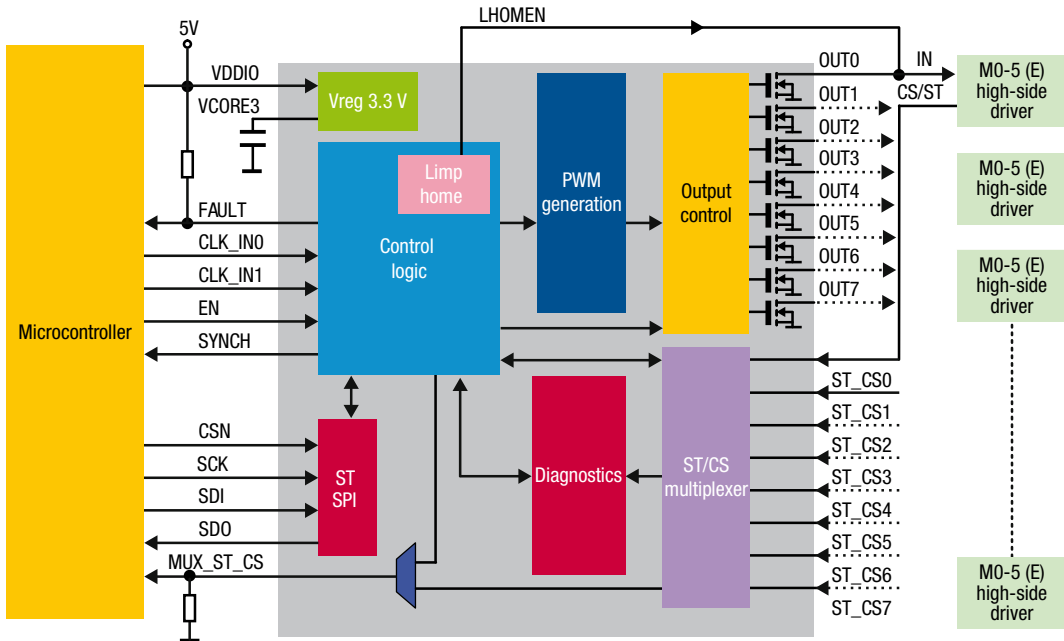 LHOMEN
5V
VDDIO
VCORE3
Vreg 3.3 V
Limp
home
Control
logic
PWM
generation
Output
control
OUT0
OUT1
OUT2
OUT3
OUT4
OUT5
OUT6
OUT7
IN
CS/ST
M0-5 (E)
high-side
driver
M0-5 (E)
high-side
driver
M0-5 (E)
high-side
driver
M0-5 (E)
high-side
driver
Microcontroller
FAULT
CLK_IN0
CLK_IN1
EN
SYNCH
CSN
SCK
SDI
SDO
MUX_ST_CS
ST
SPI
Diagnostics
ST/CS
multiplexer
ST_CS0
ST_CS1
ST_CS2
ST_CS3
ST_CS4
ST_CS5
ST_CS6
ST_CS7